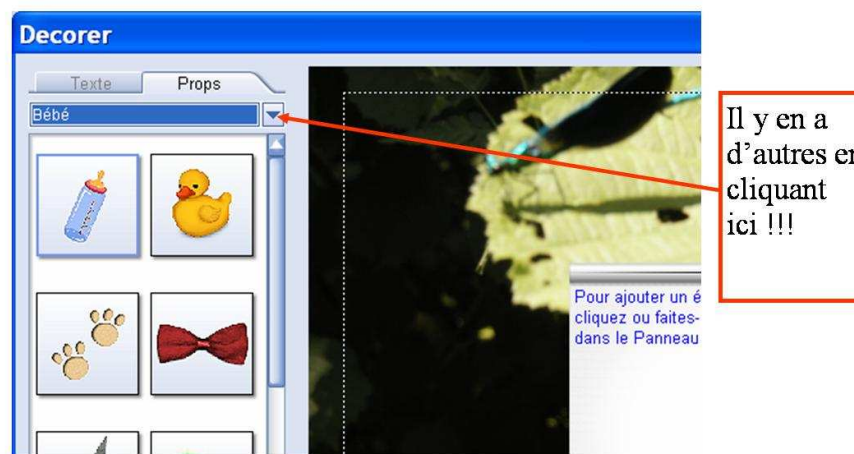 Decorer
Texte
Props
Bébé
Il y en a
d'autres en
cliquant
ici !!!
Pour ajouter un é
cliquez ou faites-
dans le Panneau